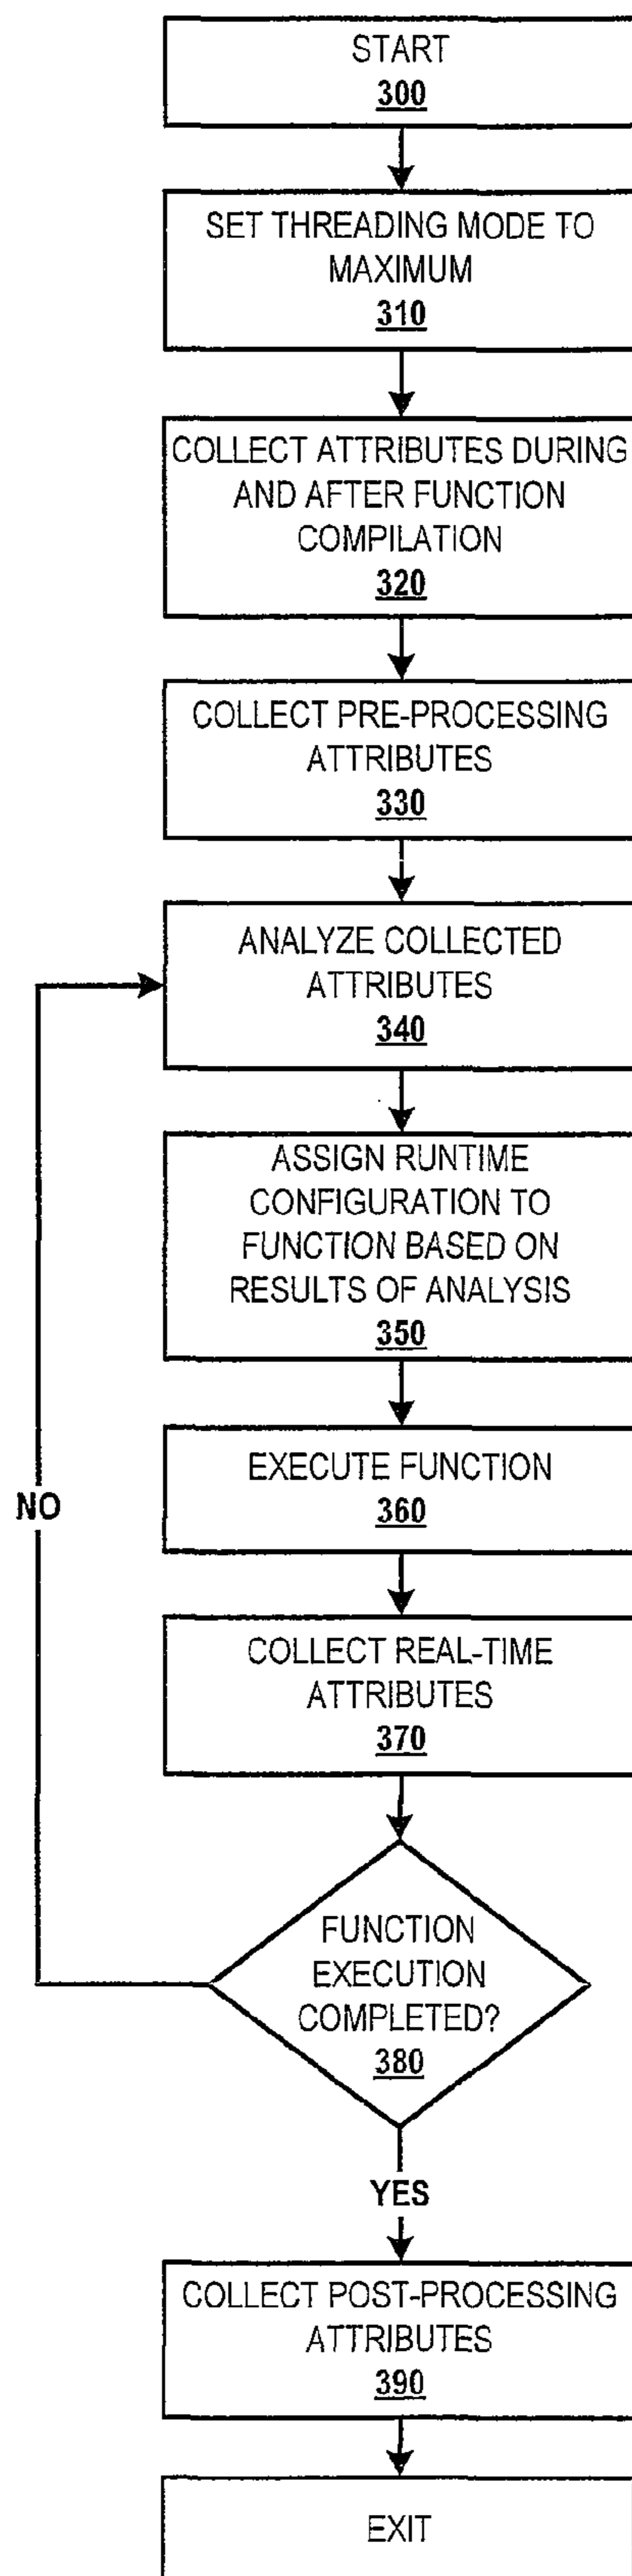 START
300
SET THREADING MODE TO
MAXIMUM
310
COLLECT ATTRIBUTES DURING
AND AFTER FUNCTION
COMPILATION
320
COLLECT PRE-PROCESSING
ATTRIBUTES
330
ANALYZE COLLECTED
ATTRIBUTES
340
ASSIGN RUNTIME
CONFIGURATION TO
FUNCTION BASED ON
RESULTS OF ANALYSIS
350
EXECUTE FUNCTION
360
NO
COLLECT REAL-TIME
ATTRIBUTES
370
FUNCTION
EXECUTION
COMPLETED?
380
YES
COLLECT POST-PROCESSING
ATTRIBUTES
390
EXIT